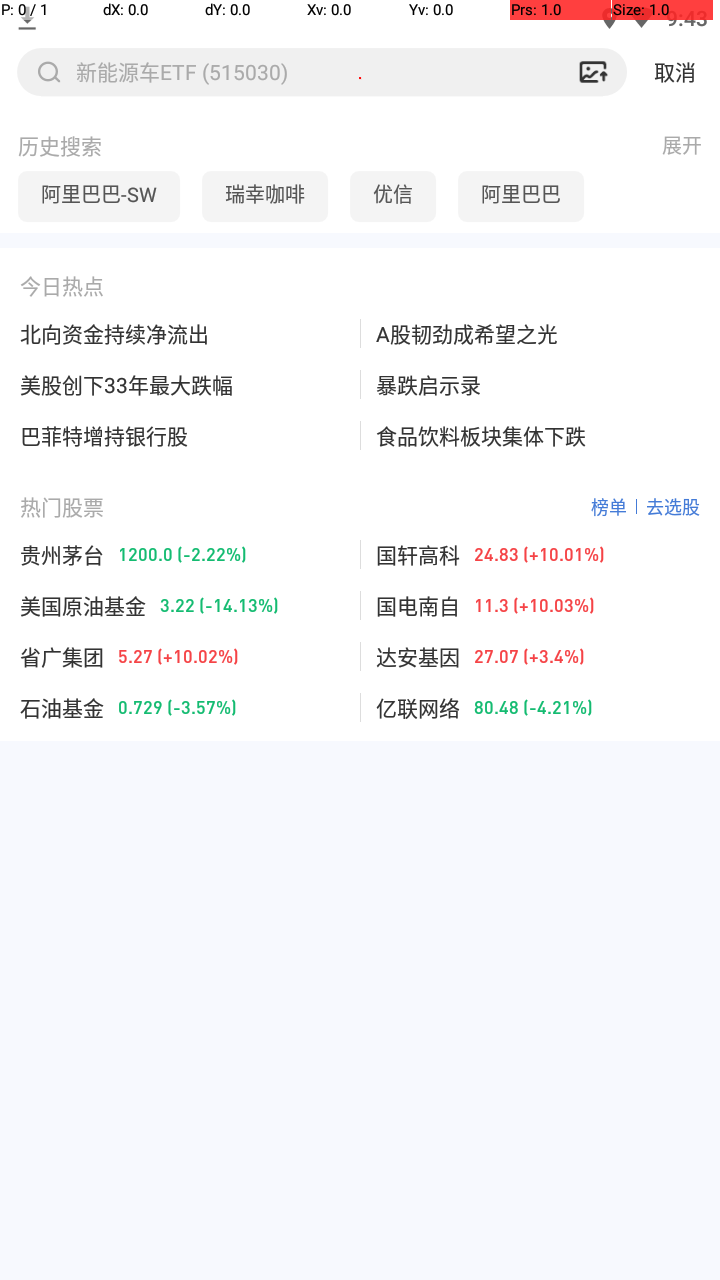 P: 0 / 1 dX: 0.0 dY: 0.0 Xv: 0.0 Yv: 0.0 Prs: 1.0 Size: 1.0
9:43
新能源车ETF (515030) 取消
历史搜索 展开
阿里巴巴-SW 瑞幸咖啡 优信 阿里巴巴
今日热点
北向资金持续净流出 A股韧劲成希望之光
美股创下33年最大跌幅 暴跌启示录
巴菲特增持银行股 食品饮料板块集体下跌
热门股票 榜单 去选股
贵州茅台 1200.0 (-2.22%) 国轩高科 24.83 (+10.01%)
美国原油基金 3.22 (-14.13%) 国电南自 11.3 (+10.03%)
省广集团 5.27 (+10.02%) 达安基因 27.07 (+3.4%)
石油基金 0.729 (-3.57%) 亿联网络 80.48 (-4.21%)